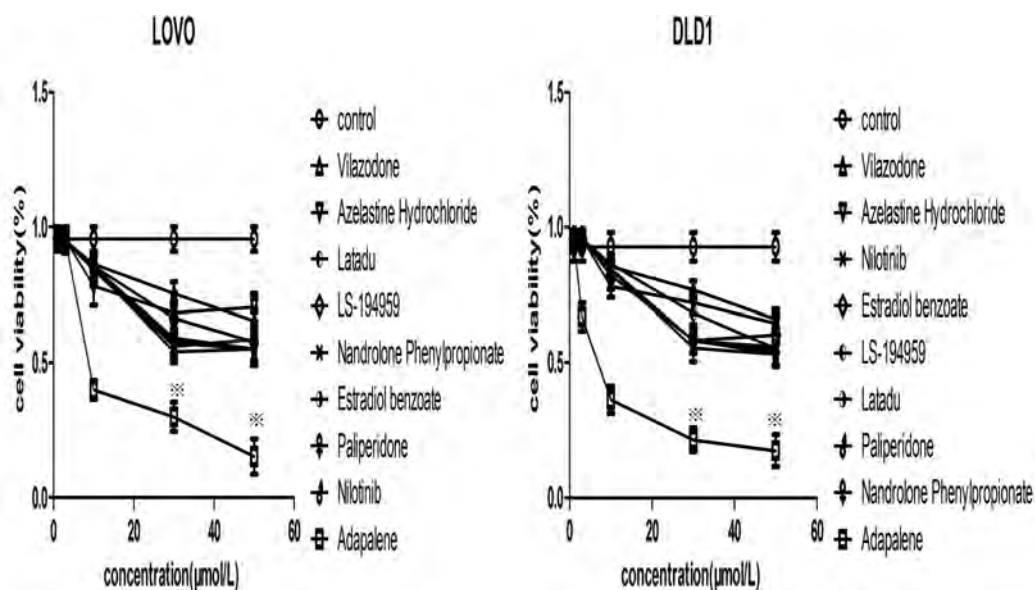 LOVO
1.5
1.0
0.5
0.0
cell viability(%)
0
20
40
60
concentration(μmol/L)
※
※
control
Vilazodone
Azelastine Hydrochloride
Latadu
LS-194959
Nandrolone Phenylpropionate
Estradiol benzoate
Paliperidone
Nilotinib
Adapalene
DLD1
1.5
1.0
0.5
0.0
cell viability(%)
0
20
40
60
concentration(μmol/L)
※
※
control
Vilazodone
Azelastine Hydrochloride
Nilotinib
Estradiol benzoate
LS-194959
Latadu
Paliperidone
Nandrolone Phenylpropionate
Adapalene